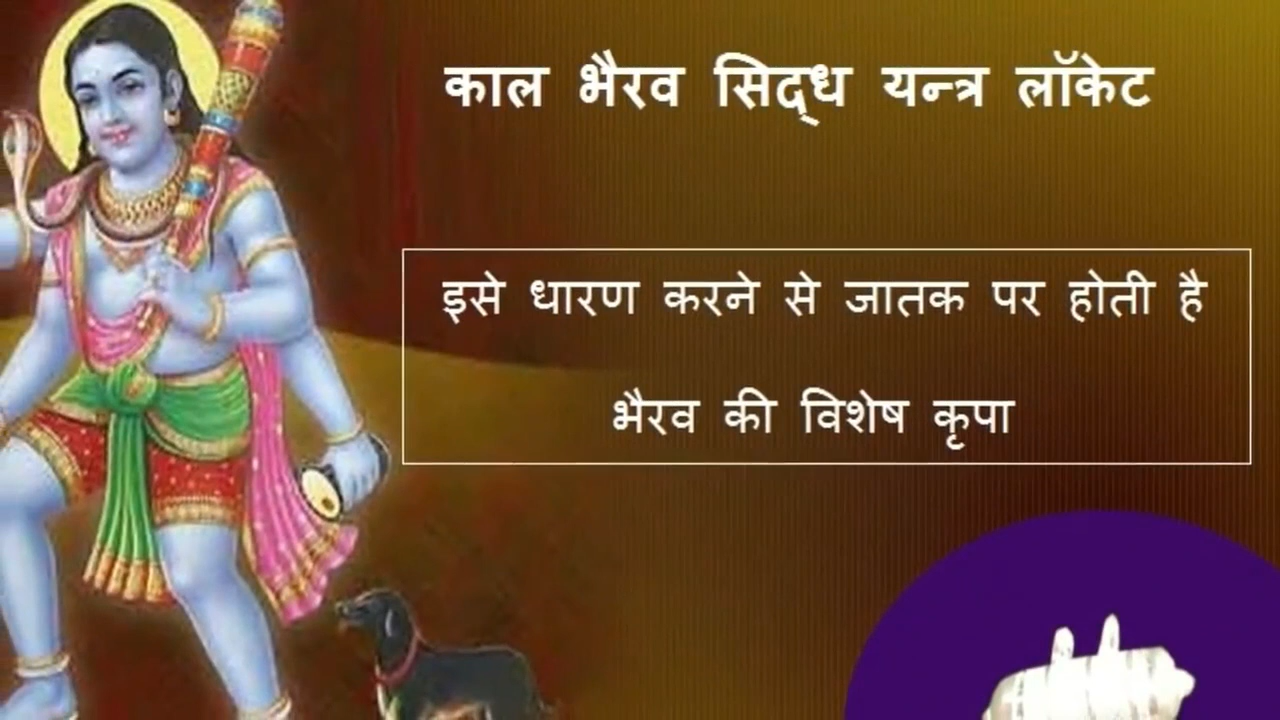 काल भैरव सिद्ध यन्त्र लॉकेट
इसे धारण करने से जातक पर होती है
भैरव की विशेष कृपा